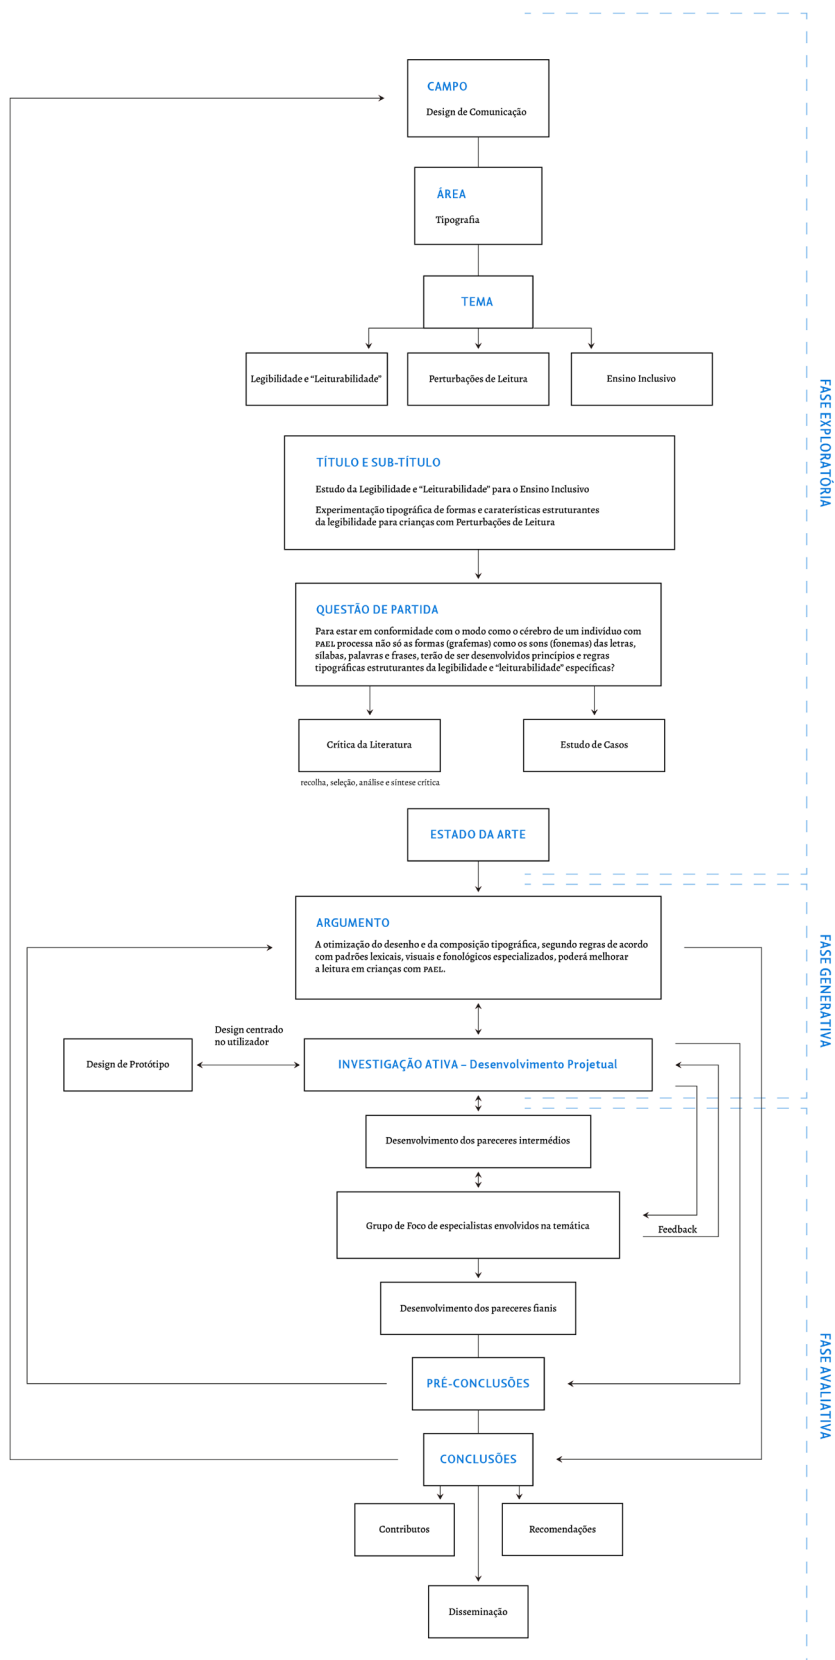 CAMPO
Design de Comunicação
ÁREA
Tipografia
TEMA
Legibilidade e “Leiturabilidade”
Perturbações de Leitura
Ensino Inclusivo
FASE EXPLORATÓRIA
TÍTULO E SUB-TÍTULO
Estudo da Legibilidade e “Leiturabilidade” para o Ensino Inclusivo
Experimentação tipográfica de formas e caraterísticas estruturantes
da legibilidade para crianças com Perturbações de Leitura
QUESTÃO DE PARTIDA
Para estar em conformidade com o modo como o cérebro de um indivíduo com
PAEL processa não só as formas (grafemas) como os sons (fonemas) das letras,
sílabas, palavras e frases, terão de ser desenvolvidos princípios e regras
tipográficas estruturantes da legibilidade e “leiturabilidade” específicas?
Crítica da Literatura
Estudo de Casos
recolha, seleção, análise e síntese crítica
ESTADO DA ARTE
ARGUMENTO
A otimização do desenho e da composição tipográfica, segundo regras de acordo
com padrões lexicais, visuais e fonológicos especializados, poderá melhorar
a leitura em crianças com PAEL.
FASE GENERATIVA
Design centrado
no utilizador
Design de Protótipo
INVESTIGAÇÃO ATIVA – Desenvolvimento Projetual
Desenvolvimento dos pareceres intermédios
Grupo de Foco de especialistas envolvidos na temática
Feedback
Desenvolvimento dos pareceres fianis
PRÉ-CONCLUSÕES
FASE AVALIATIVA
CONCLUSÕES
Contributos
Recomendações
Disseminação